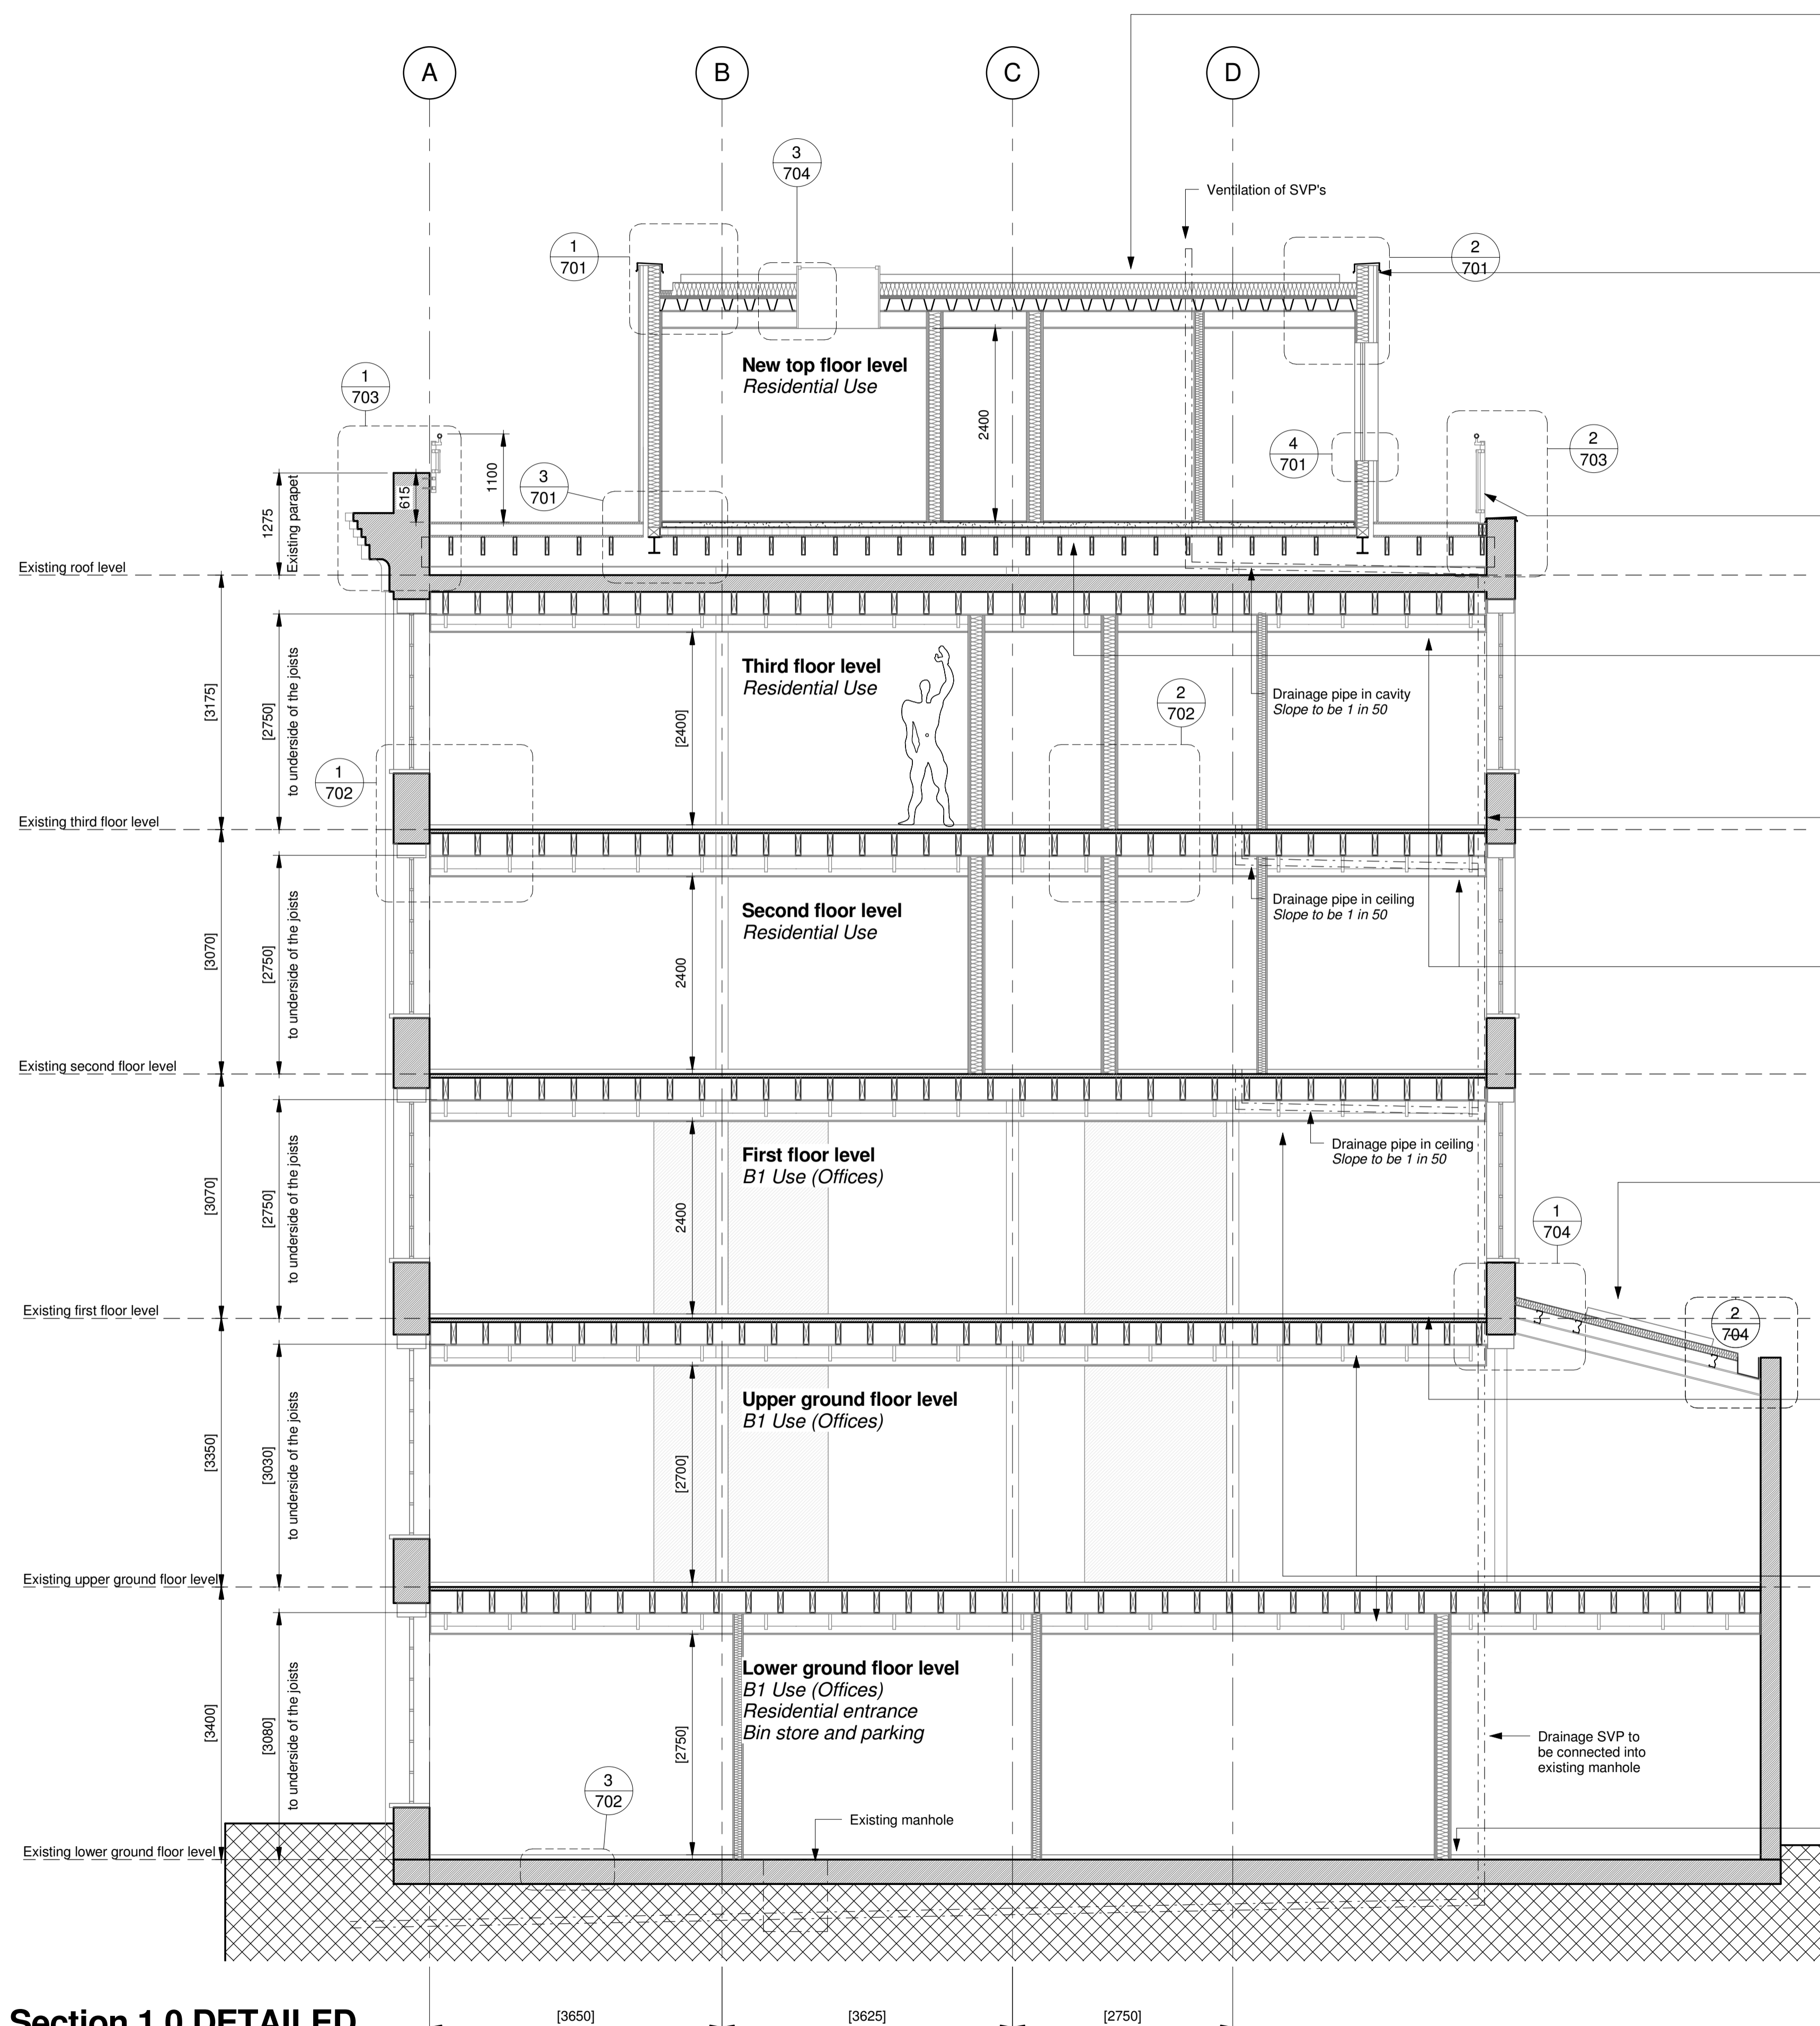 A
B
C
D
3
704
Ventilation of SVP's
1
701
2
701
New top floor level
Residential Use
2400
1
703
1100
615
1275
Existing parapet
3
701
4
701
2
703
Existing roof level
[3175]
[2750]
to underside of the joists
[2400]
Third floor level
Residential Use
Drainage pipe in cavity
Slope to be 1 in 50
2
702
1
702
Existing third floor level
[3070]
[2750]
to underside of the joists
2400
Second floor level
Residential Use
Drainage pipe in ceiling
Slope to be 1 in 50
Existing second floor level
[3070]
[2750]
to underside of the joists
2400
First floor level
B1 Use (Offices)
Drainage pipe in ceiling
Slope to be 1 in 50
1
704
2
704
Existing first floor level
[3350]
[3030]
to underside of the joists
[2700]
Upper ground floor level
B1 Use (Offices)
Existing upper ground floor level
[3400]
[3080]
to underside of the joists
[2750]
Lower ground floor level
B1 Use (Offices)
Residential entrance
Bin store and parking
Drainage SVP to
be connected into
existing manhole
3
702
Existing manhole
Existing lower ground floor level
[3650]
[3625]
[2750]
Section 1.0 DETAILED